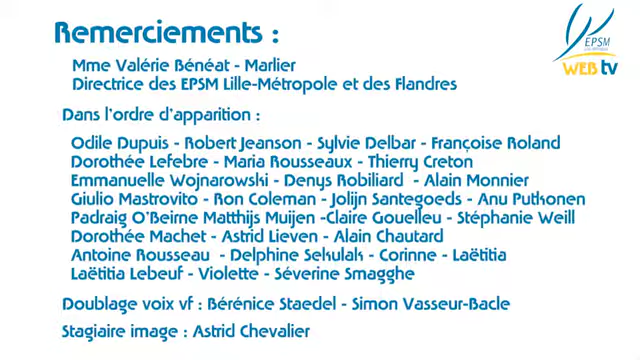 Remerciements :
EPSM
WEB tv
Mme Valérie Bénéat - Marlier
Directrice des EPSM Lille-Métropole et des Flandres
Dans l'ordre d'apparition :
Odile Dupuis - Robert Jeanson - Sylvie Delbar - Françoise Roland
Dorothée Lefebre - Maria Rousseaux - Thierry Creton
Emmanuelle Wojnarowski - Denys Robiliard - Alain Monnier
Giulio Mastrovito - Ron Coleman - Jolijn Santegoeds - Anu Putkonen
Padraig O'Beirne Matthijs Muijen -Claire Gouelleu - Stéphanie Weill
Dorothée Machet - Astrid Lieven - Alain Chautard
Antoine Rousseau - Delphine Sekulak - Corinne - Laëtitia
Laëtitia Lebeuf - Violette - Séverine Smagghe
Doublage voix vf : Bérénice Staedel - Simon Vasseur-Bacle
Stagiaire image : Astrid Chevalier